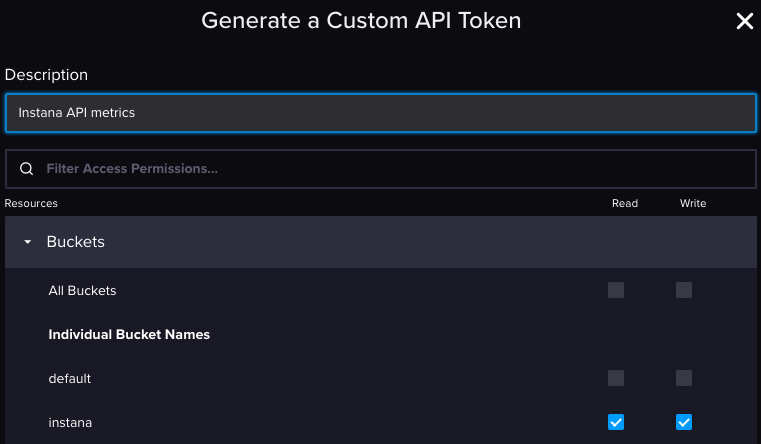 Generate a Custom API Token
Description
Instana API metrics
Filter Access Permissions...
Resources Read Write
Buckets
All Buckets
Individual Bucket Names
default
instana